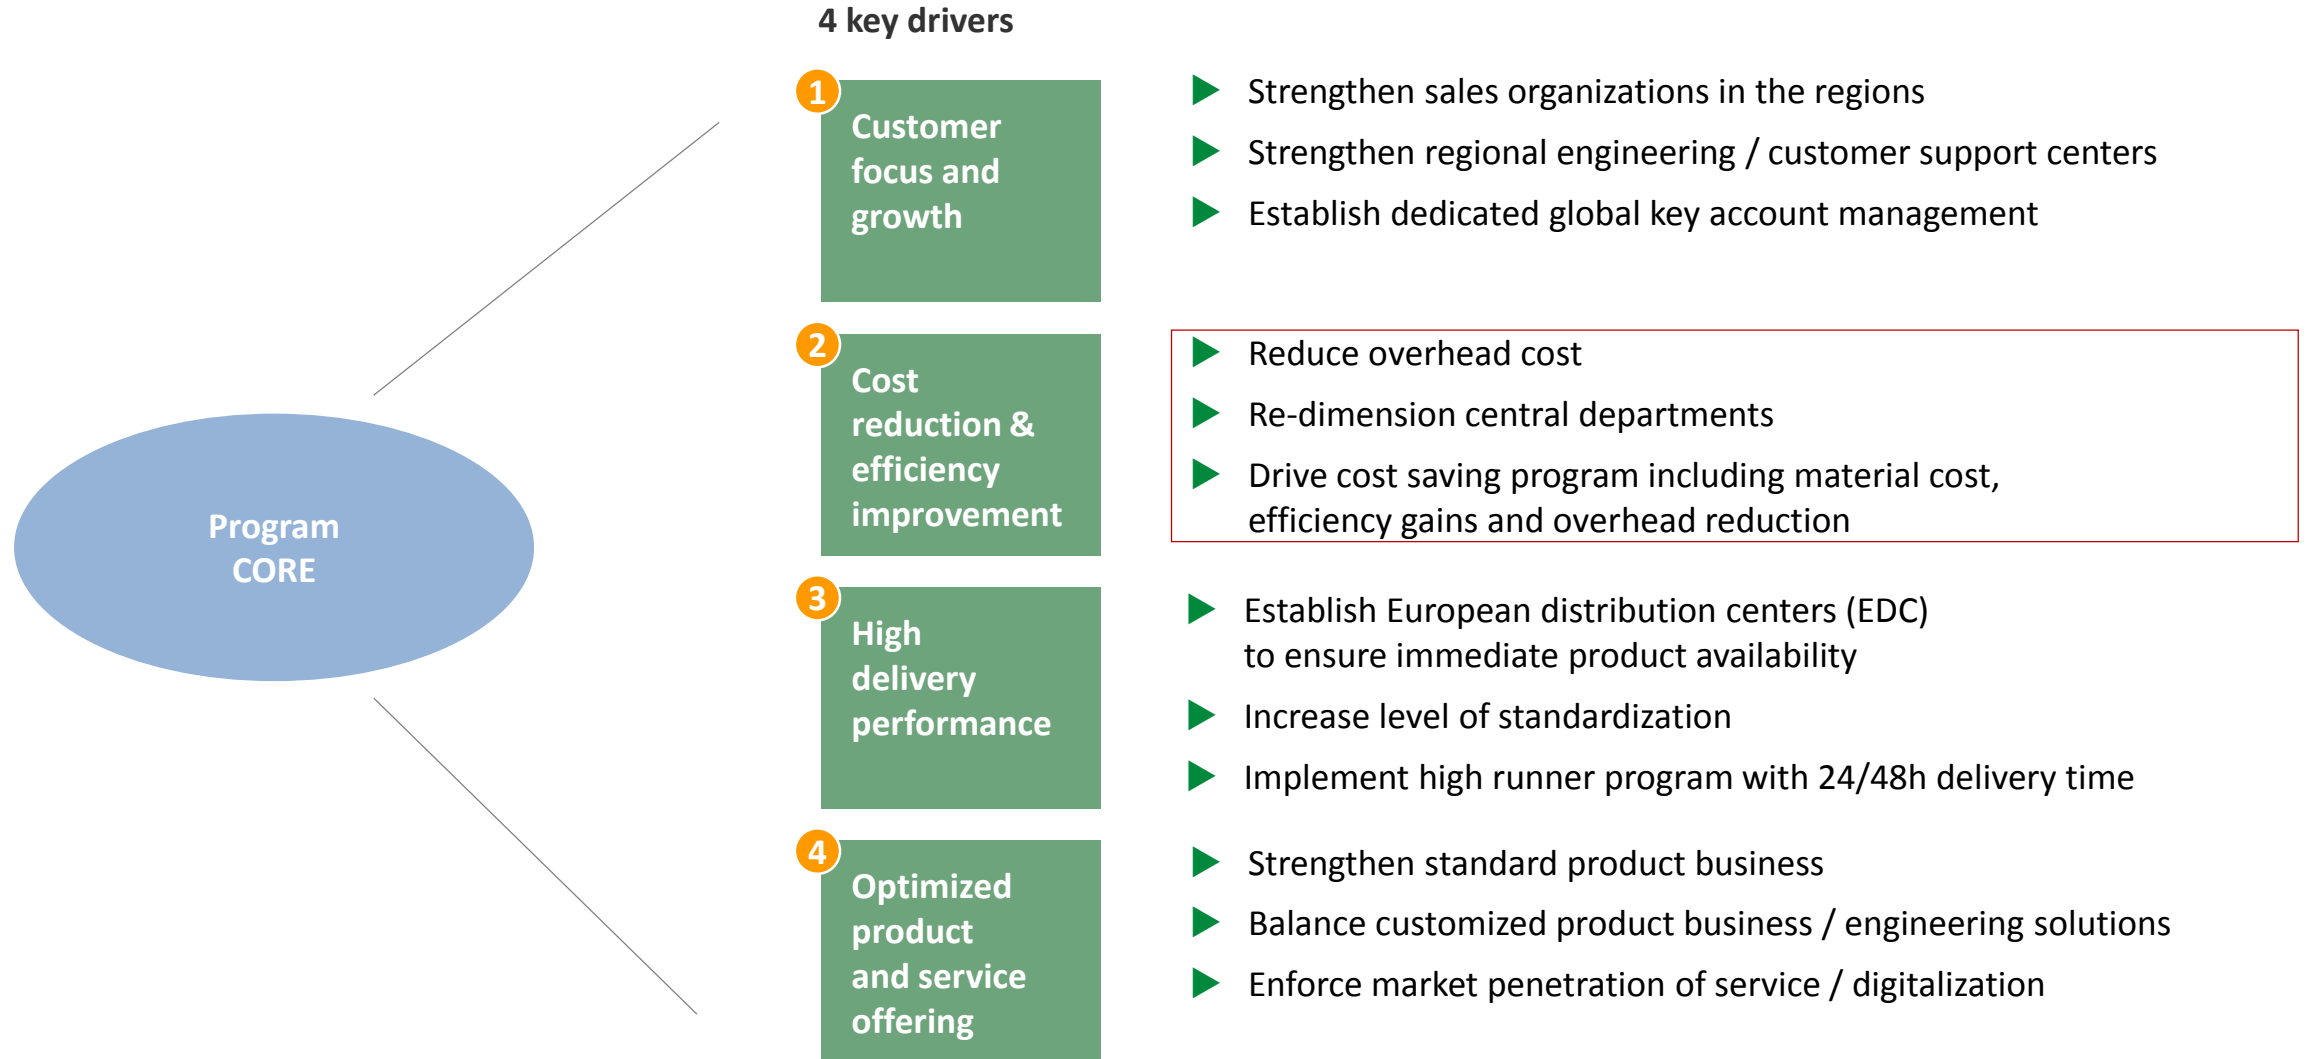 4 key drivers
Program
CORE
1
Customer
focus and
growth
Strengthen sales organizations in the regions
Strengthen regional engineering / customer support centers
Establish dedicated global key account management
2
Cost
reduction &
efficiency
improvement
Reduce overhead cost
Re-dimension central departments
Drive cost saving program including material cost,
efficiency gains and overhead reduction
3
High
delivery
performance
Establish European distribution centers (EDC)
to ensure immediate product availability
Increase level of standardization
Implement high runner program with 24/48h delivery time
4
Optimized
product
and service
offering
Strengthen standard product business
Balance customized product business / engineering solutions
Enforce market penetration of service / digitalization